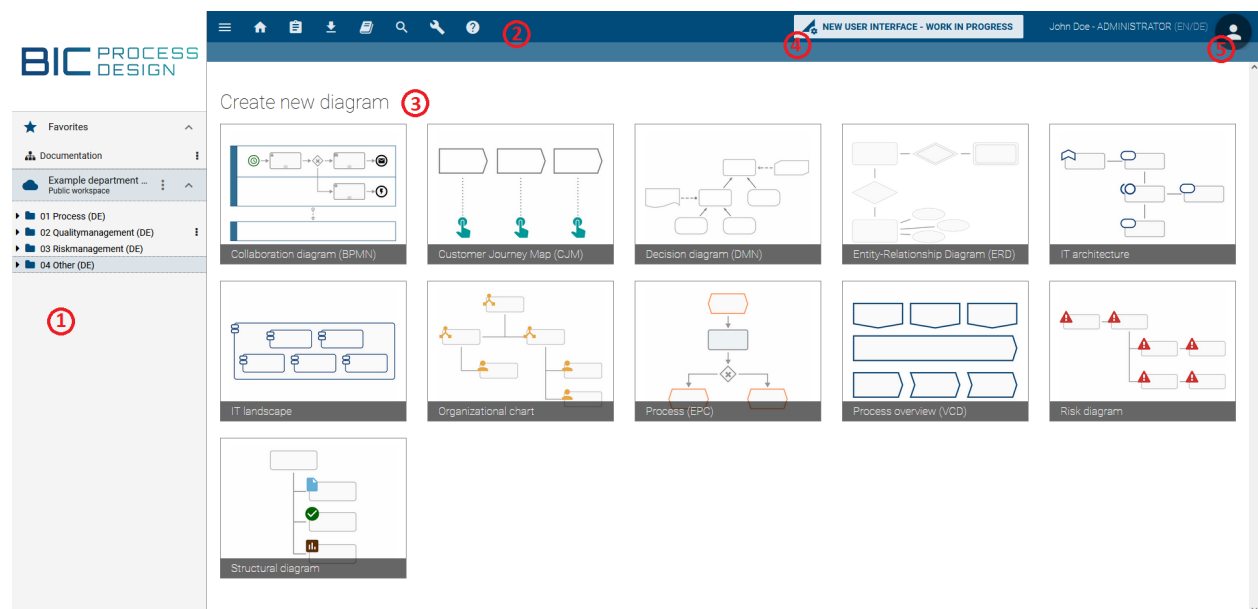 BIC PROCESS
DESIGN
2
4
NEW USER INTERFACE - WORK IN PROGRESS
John Doe - ADMINISTRATOR (EN/DE)
5
Favorites
Documentation
Example department ...
Public workspace
01 Process (DE)
02 Qualitymanagement (DE)
03 Riskmanagement (DE)
04 Other (DE)
1
Create new diagram
3
Collaboration diagram (BPMN)
Customer Journey Map (CJM)
Decision diagram (DMN)
Entity-Relationship Diagram (ERD)
IT architecture
IT landscape
Organizational chart
Process (EPC)
Process overview (VCD)
Risk diagram
Structural diagram